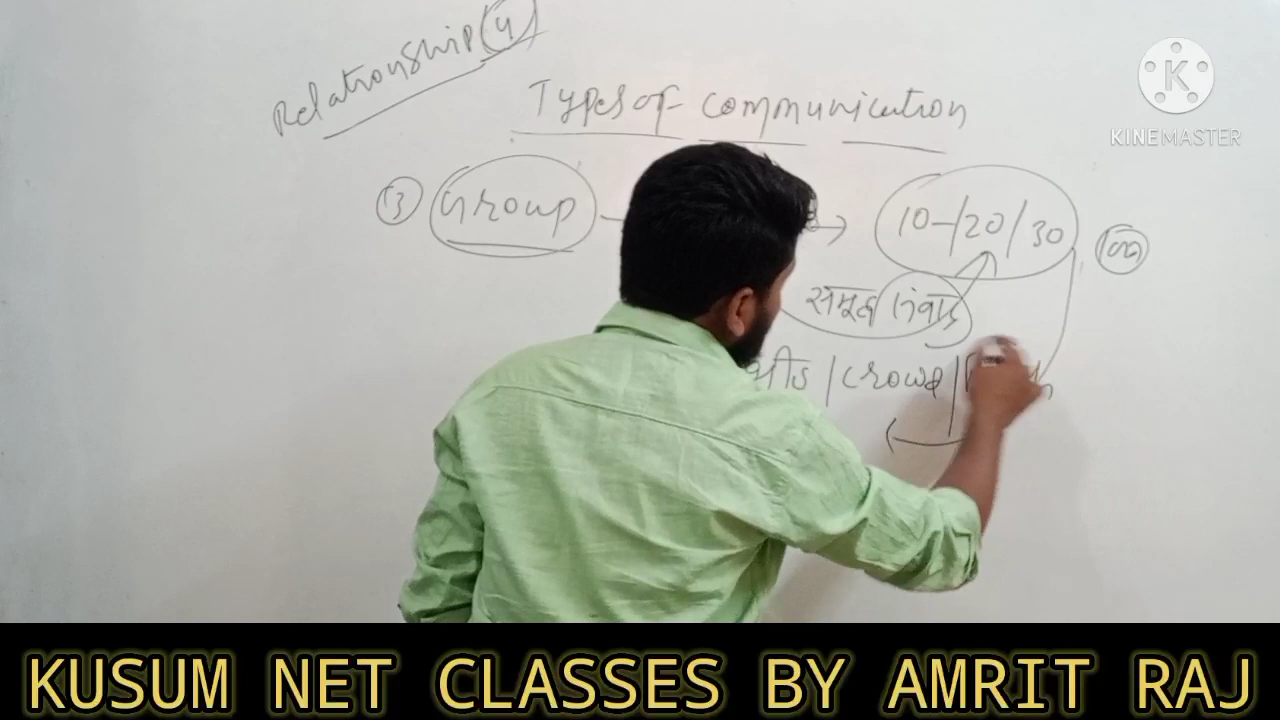 Relationship (4)
Types of communication
(3) Group → 10-/20/30 (100)
समूह संचार
भीड / crowd /
KINEMASTER
KUSUM NET CLASSES BY AMRIT RAJ